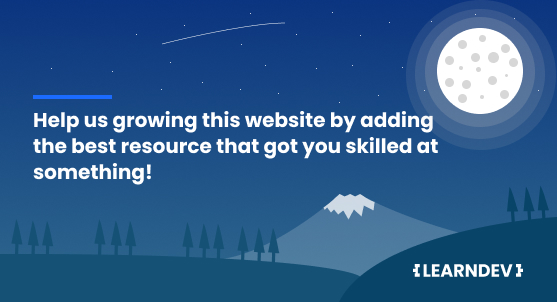 Help us growing this website by adding
the best resource that got you skilled at
something!
{LEARNDEV}